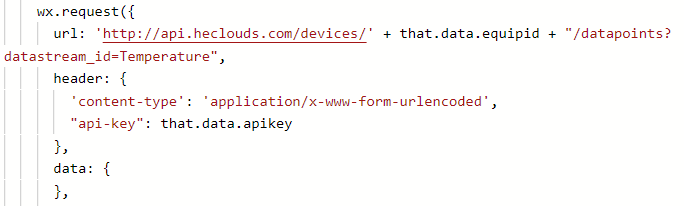 wx.request({
url: 'http://api.heclouds.com/devices/' + that.data.equipid + "/datapoints?
datastream_id=Temperature",
header: {
'content-type': 'application/x-www-form-urlencoded',
"api-key": that.data.apikey
},
data: {
},